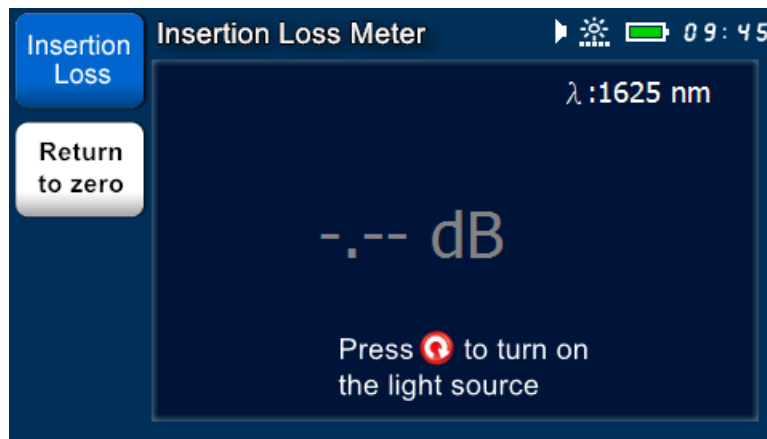 Insertion
Loss
Insertion Loss Meter
09:45
λ:1625 nm
Return
to zero
-.-- dB
Press to turn on
the light source